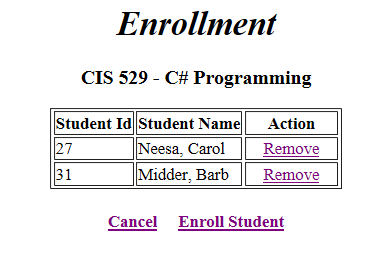 Enrollment
CIS 529 - C# Programming
Student Id Student Name Action
27 Neesa, Carol Remove
31 Midder, Barb Remove
Cancel Enroll Student